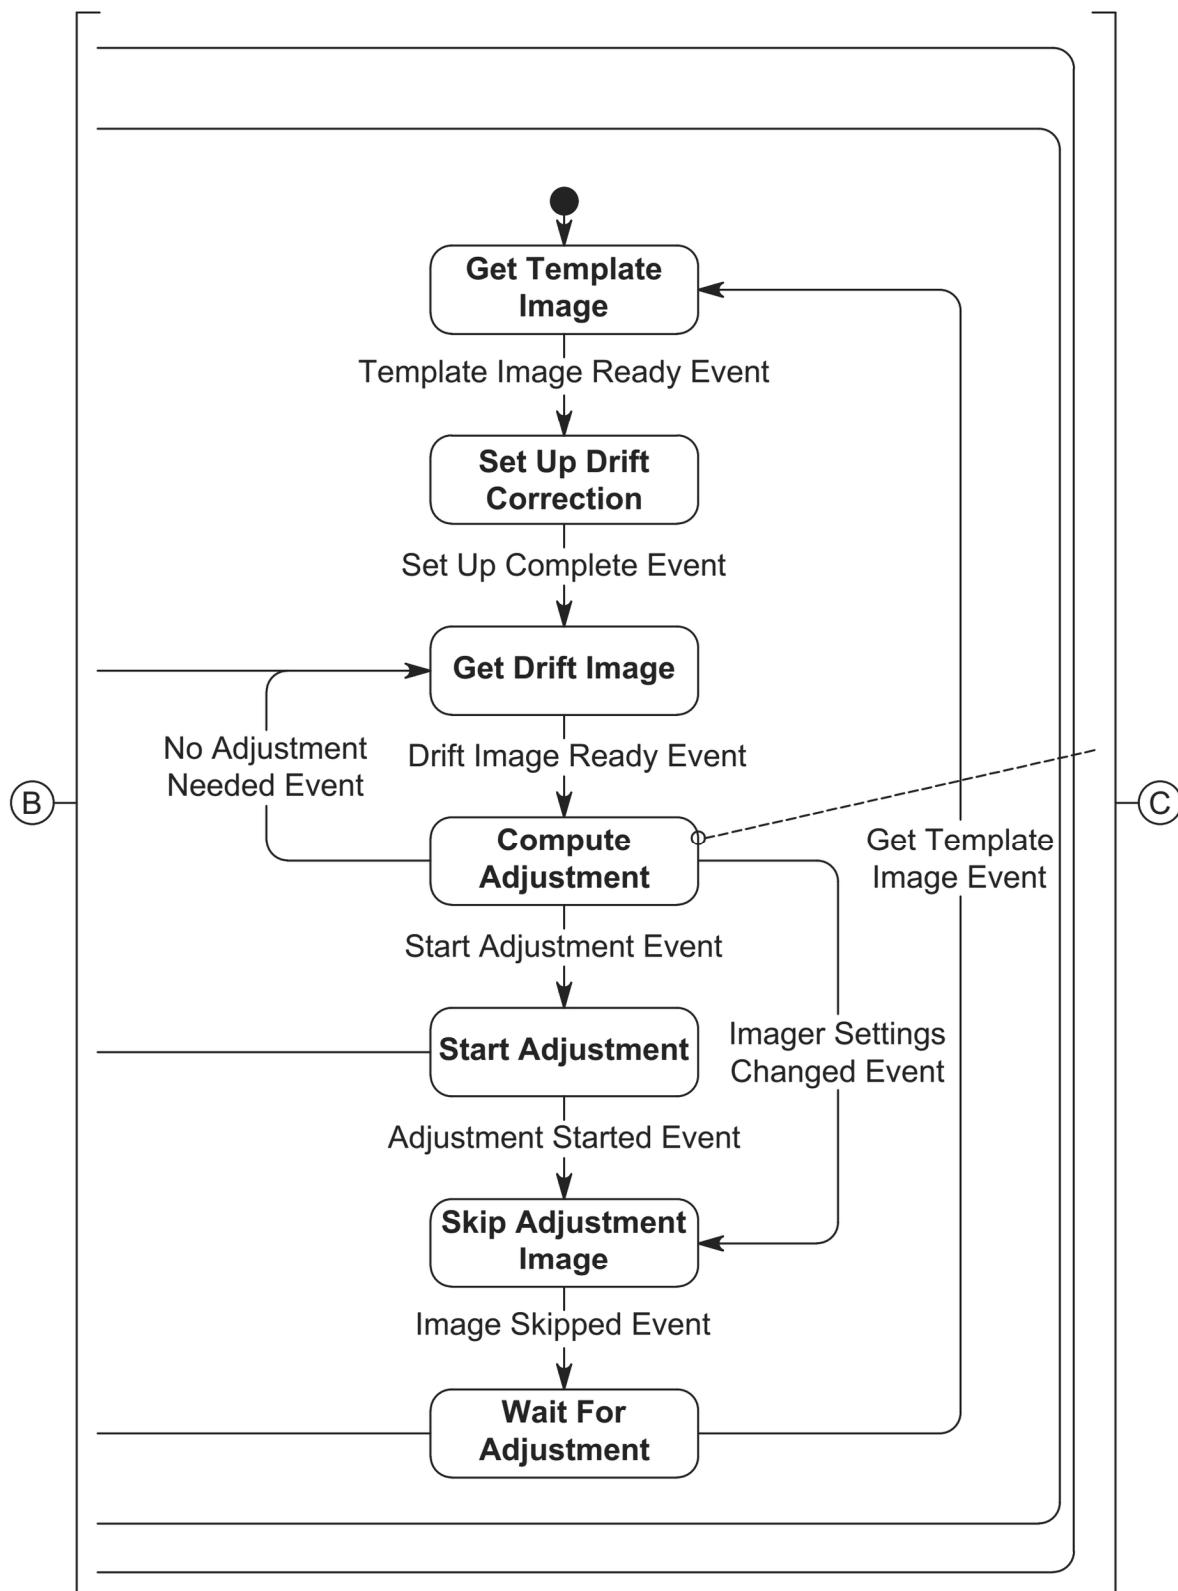 Get Template
Image
Template Image Ready Event
Set Up Drift
Correction
Set Up Complete Event
Get Drift Image
No Adjustment
Needed Event
Drift Image Ready Event
B
C
Compute
Adjustment
Get Template
Image Event
Start Adjustment Event
Start Adjustment
Imager Settings
Changed Event
Adjustment Started Event
Skip Adjustment
Image
Image Skipped Event
Wait For
Adjustment